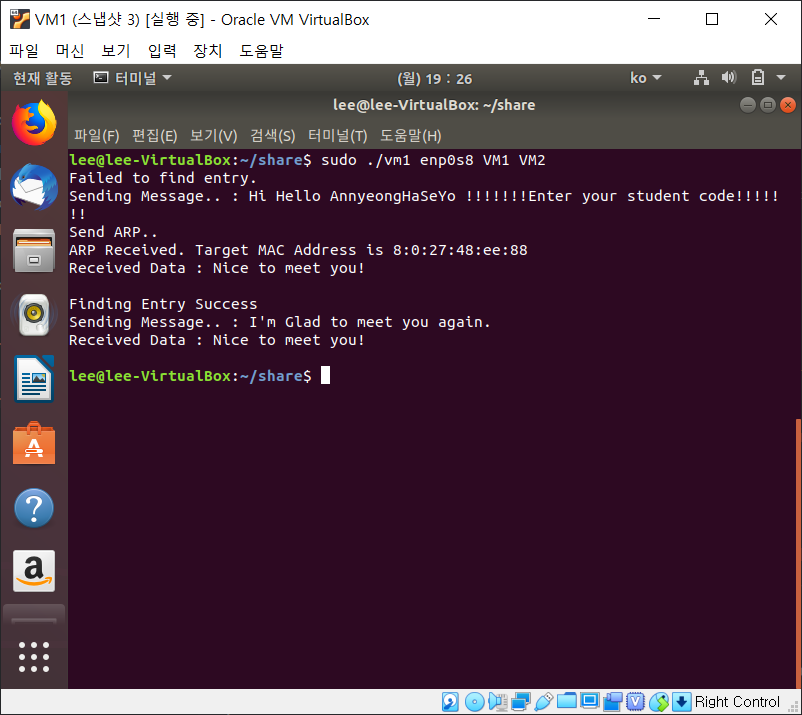 VM1 (스냅샷 3) [실행 중] - Oracle VM VirtualBox
파일 머신 보기 입력 장치 도움말
현재 활동 터미널 (월) 19 : 26 ko
lee@lee-VirtualBox: ~/share
파일(F) 편집(E) 보기(V) 검색(S) 터미널(T) 도움말(H)
lee@lee-VirtualBox:~/share$ sudo ./vm1 enp0s8 VM1 VM2
Failed to find entry.
Sending Message.. : Hi Hello AnnyeongHaSeYo !!!!!!!Enter your student code!!!!!
!!
Send ARP..
ARP Received. Target MAC Address is 8:0:27:48:ee:88
Received Data : Nice to meet you!
Finding Entry Success
Sending Message.. : I'm Glad to meet you again.
Received Data : Nice to meet you!
lee@lee-VirtualBox:~/share$
Right Control